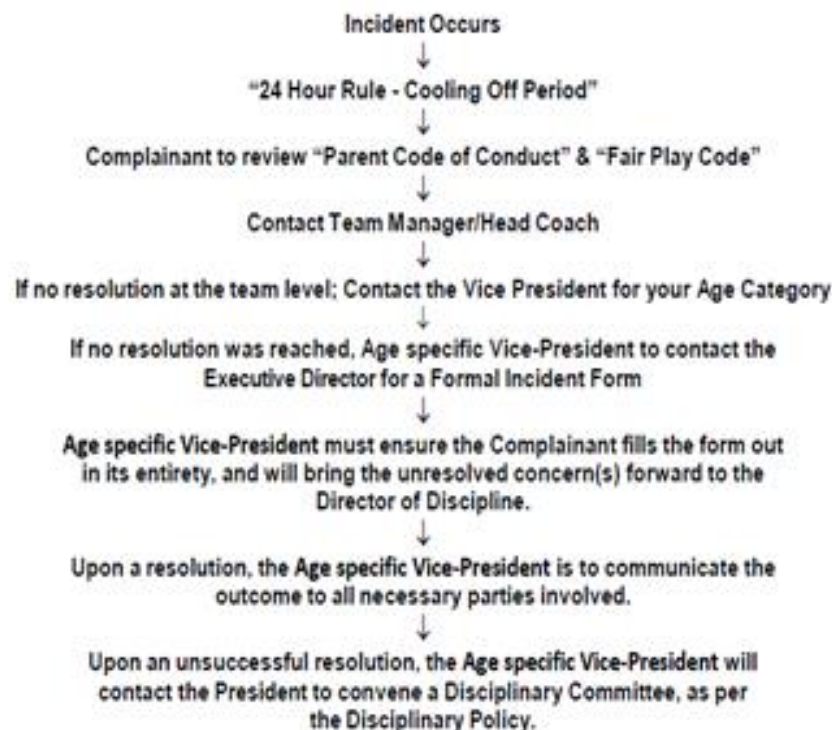 Incident Occurs
↓
“24 Hour Rule - Cooling Off Period”
↓
Complainant to review “Parent Code of Conduct” & “Fair Play Code”
↓
Contact Team Manager/Head Coach
↓
If no resolution at the team level; Contact the Vice President for your Age Category
↓
If no resolution was reached, Age specific Vice-President to contact the
Executive Director for a Formal Incident Form
↓
Age specific Vice-President must ensure the Complainant fills the form out
in its entirety, and will bring the unresolved concern(s) forward to the
Director of Discipline.
↓
Upon a resolution, the Age specific Vice-President is to communicate the
outcome to all necessary parties involved.
↓
Upon an unsuccessful resolution, the Age specific Vice-President will
contact the President to convene a Disciplinary Committee, as per
the Disciplinary Policy.